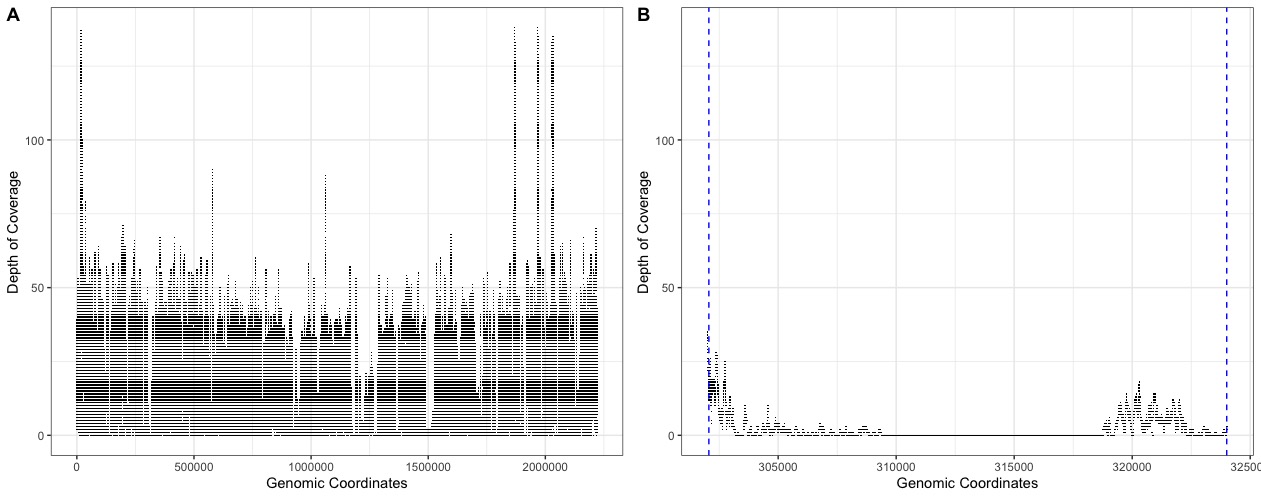 A
Depth of Coverage
100
50
0
0
500000
1000000
1500000
2000000
Genomic Coordinates
B
Depth of Coverage
100
50
0
305000
310000
315000
320000
32500
Genomic Coordinates